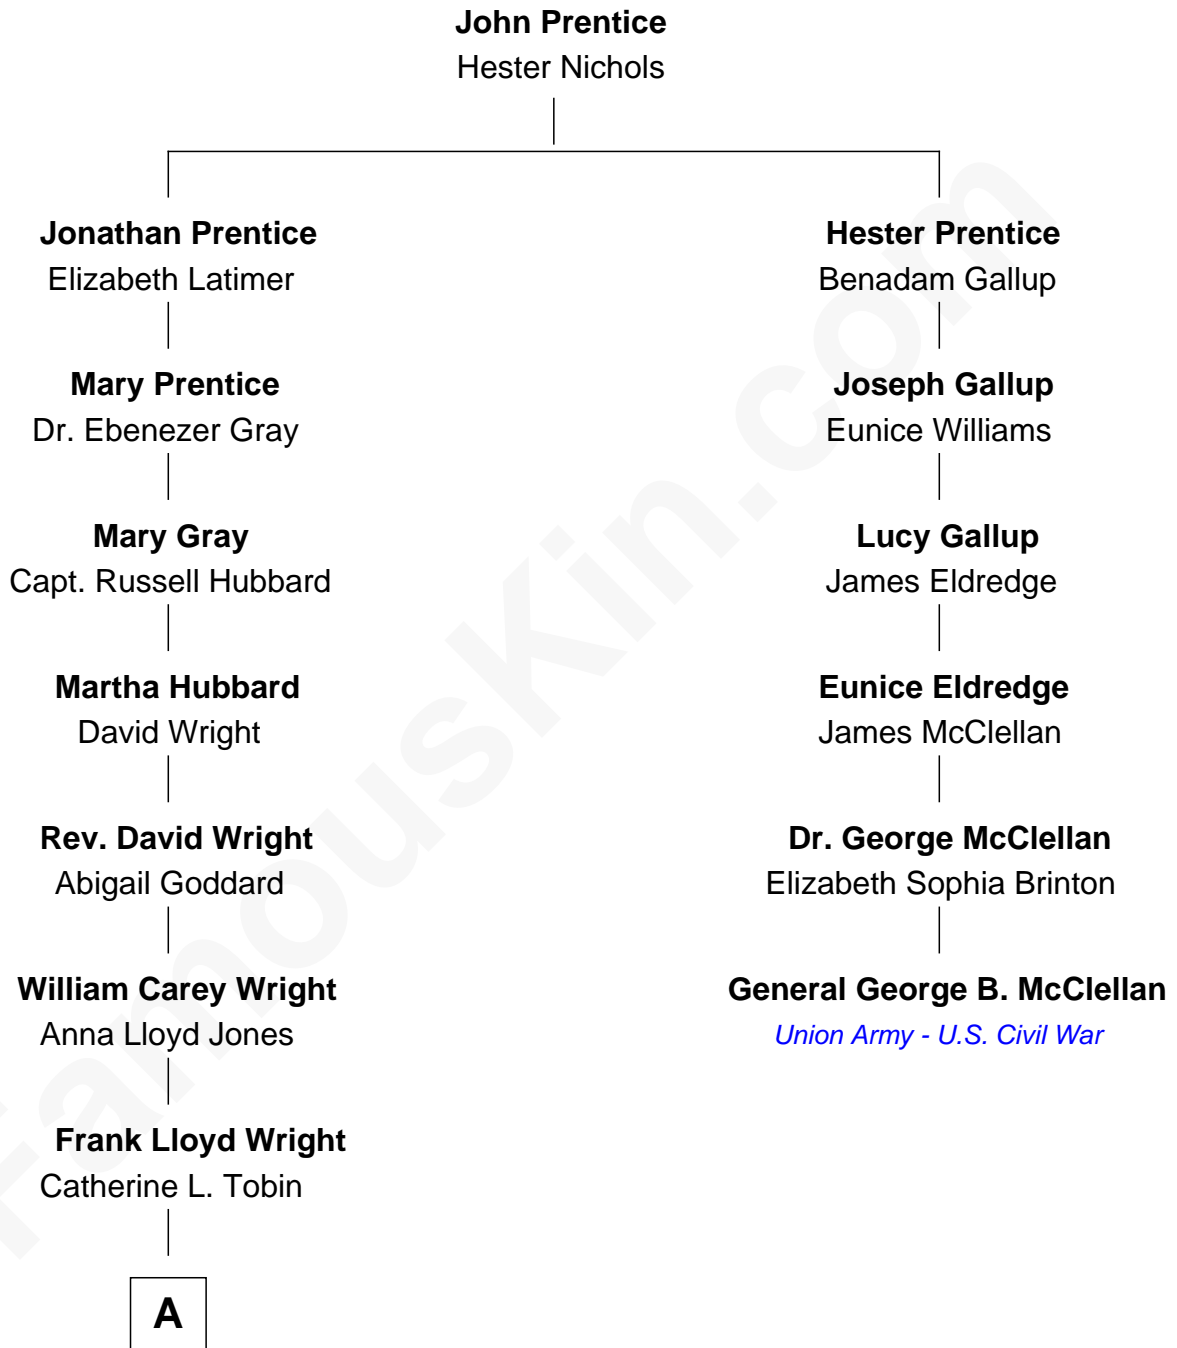 John Prentice
Hester Nichols
Jonathan Prentice
Elizabeth Latimer
Mary Prentice
Dr. Ebenezer Gray
Mary Gray
Capt. Russell Hubbard
Martha Hubbard
David Wright
Rev. David Wright
Abigail Goddard
William Carey Wright
Anna Lloyd Jones
Frank Lloyd Wright
Catherine L. Tobin
A
Hester Prentice
Benadam Gallup
Joseph Gallup
Eunice Williams
Lucy Gallup
James Eldredge
Eunice Eldredge
James McClellan
Dr. George McClellan
Elizabeth Sophia Brinton
General George B. McClellan
Union Army - U.S. Civil War
FamousKin.com